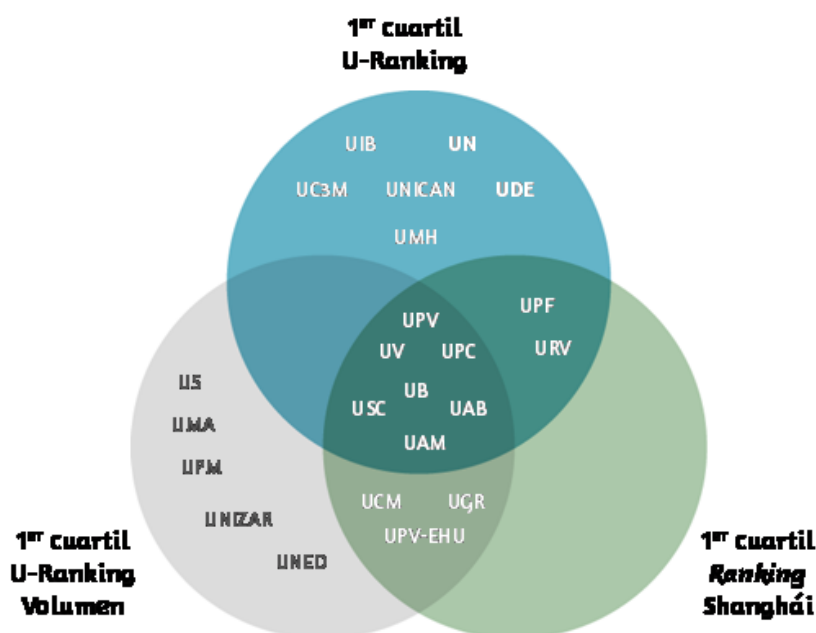 1er cuartil
U-Ranking
UIB UN
UC3M UNICAN UDE
UMH
UPF
UPV
UV UPC
URV
US
UB
USC UAB
UMA
UAM
UPM
UCM UGR
UNIZAR
UPV-EHU
UNED
1er cuartil
U-Ranking
Volumen
1er cuartil
Ranking
Shanghái